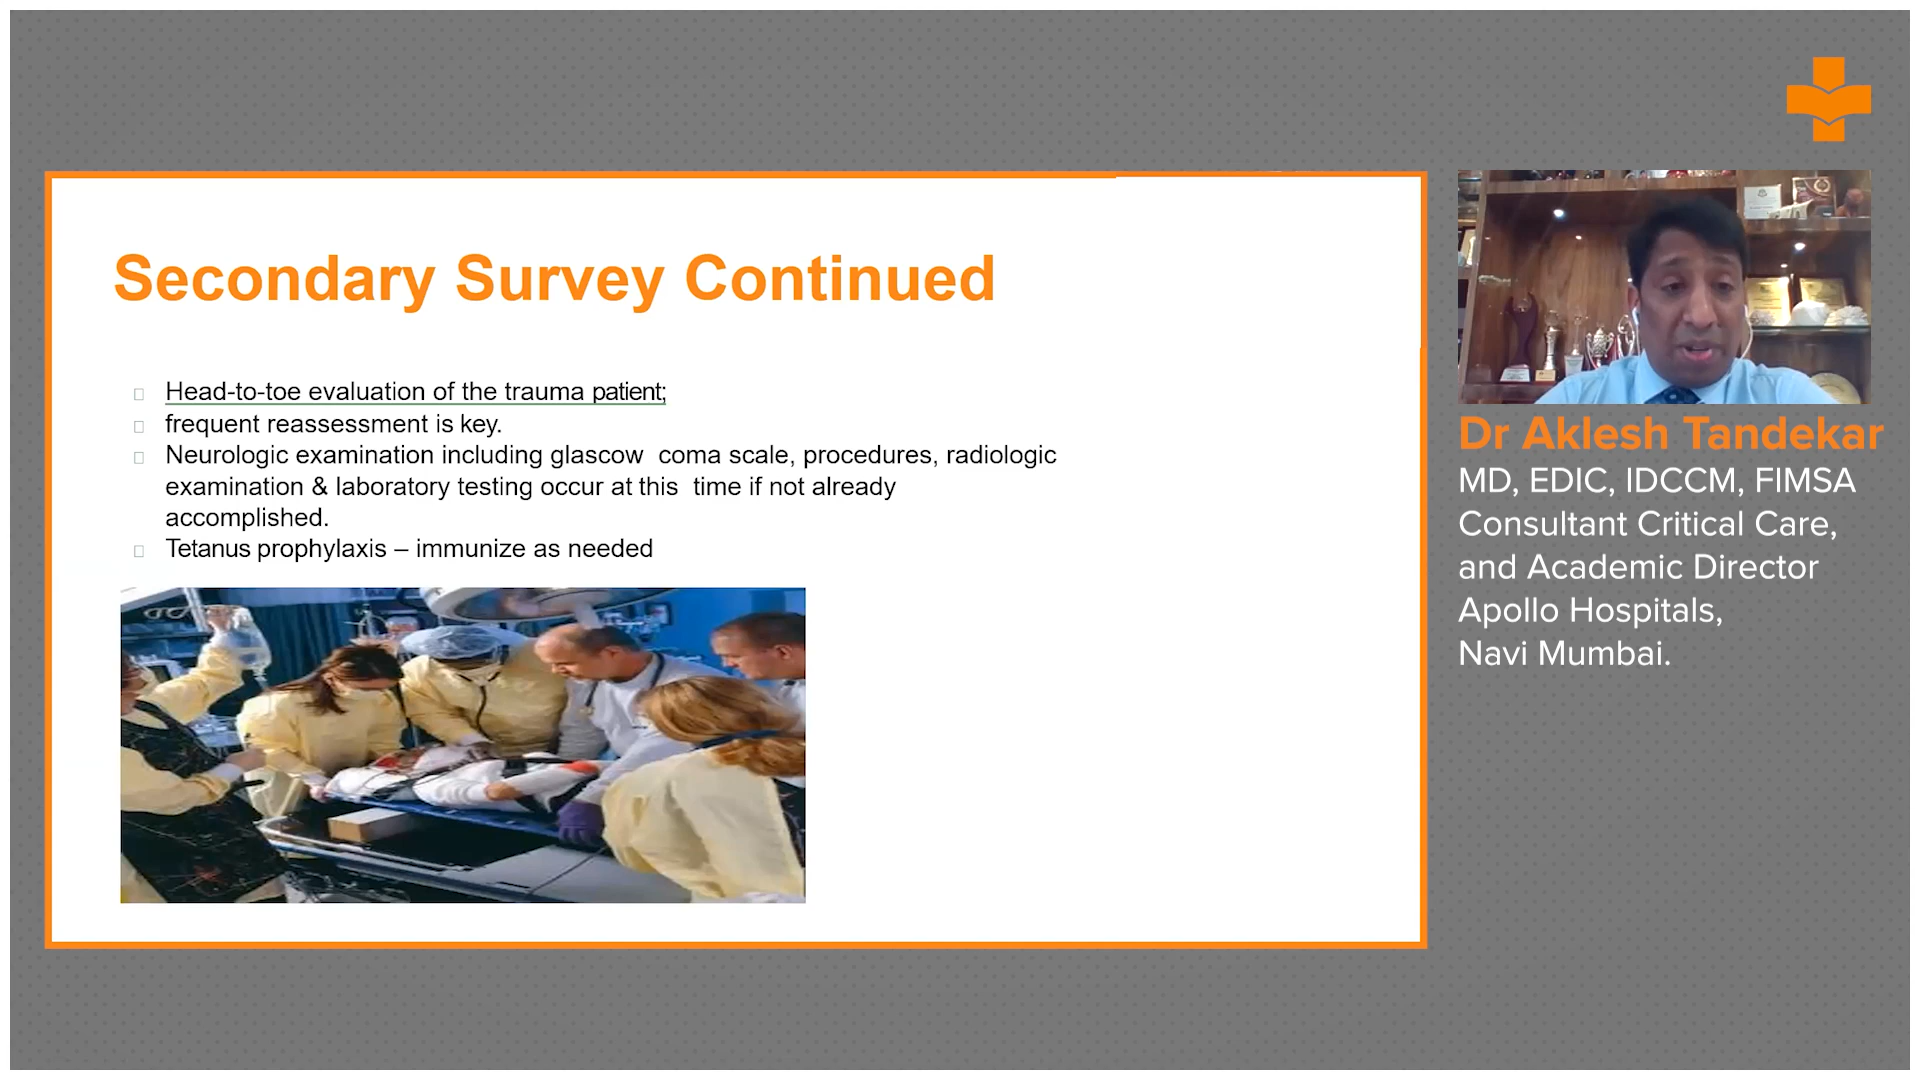 Secondary Survey Continued
Head-to-toe evaluation of the trauma patient;
frequent reassessment is key.
Neurologic examination including glascow coma scale, procedures, radiologic
examination & laboratory testing occur at this time if not already
accomplished.
Tetanus prophylaxis – immunize as needed
Dr Aklesh Tandekar
MD, EDIC, IDCCM, FIMSA
Consultant Critical Care,
and Academic Director
Apollo Hospitals,
Navi Mumbai.